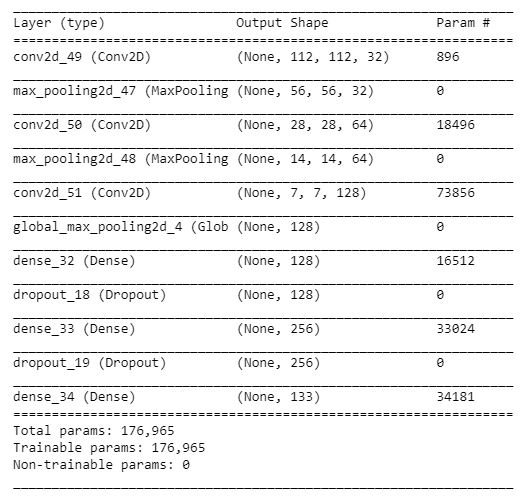 Layer (type) Output Shape Param #
conv2d_49 (Conv2D) (None, 112, 112, 32) 896
max_pooling2d_47 (MaxPooling (None, 56, 56, 32) 0
conv2d_50 (Conv2D) (None, 28, 28, 64) 18496
max_pooling2d_48 (MaxPooling (None, 14, 14, 64) 0
conv2d_51 (Conv2D) (None, 7, 7, 128) 73856
global_max_pooling2d_4 (Glob (None, 128) 0
dense_32 (Dense) (None, 128) 16512
dropout_18 (Dropout) (None, 128) 0
dense_33 (Dense) (None, 256) 33024
dropout_19 (Dropout) (None, 256) 0
dense_34 (Dense) (None, 133) 34181
Total params: 176,965
Trainable params: 176,965
Non-trainable params: 0